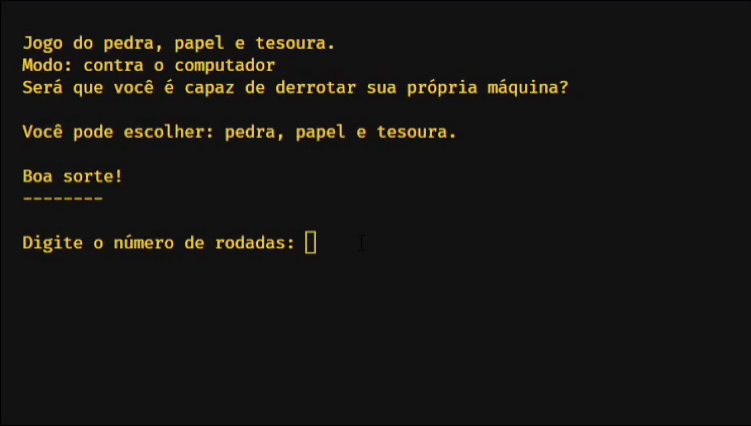 Jogo do pedra, papel e tesoura.
Modo: contra o computador
Será que você é capaz de derrotar sua própria máquina?
Você pode escolher: pedra, papel e tesoura.
Boa sorte!
--------
Digite o número de rodadas: